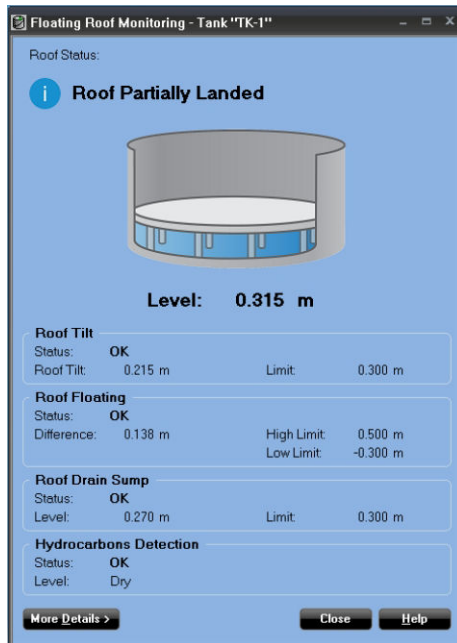 Floating Roof Monitoring - Tank "TK-1"
Roof Status:
i Roof Partially Landed
Level: 0.315 m
Roof Tilt
Status: OK
Roof Tilt: 0.215 m Limit: 0.300 m
Roof Floating
Status: OK
Difference: 0.138 m High Limit: 0.500 m
Low Limit: -0.300 m
Roof Drain Sump
Status: OK
Level: 0.270 m Limit: 0.300 m
Hydrocarbons Detection
Status: OK
Level: Dry
More Details > Close Help